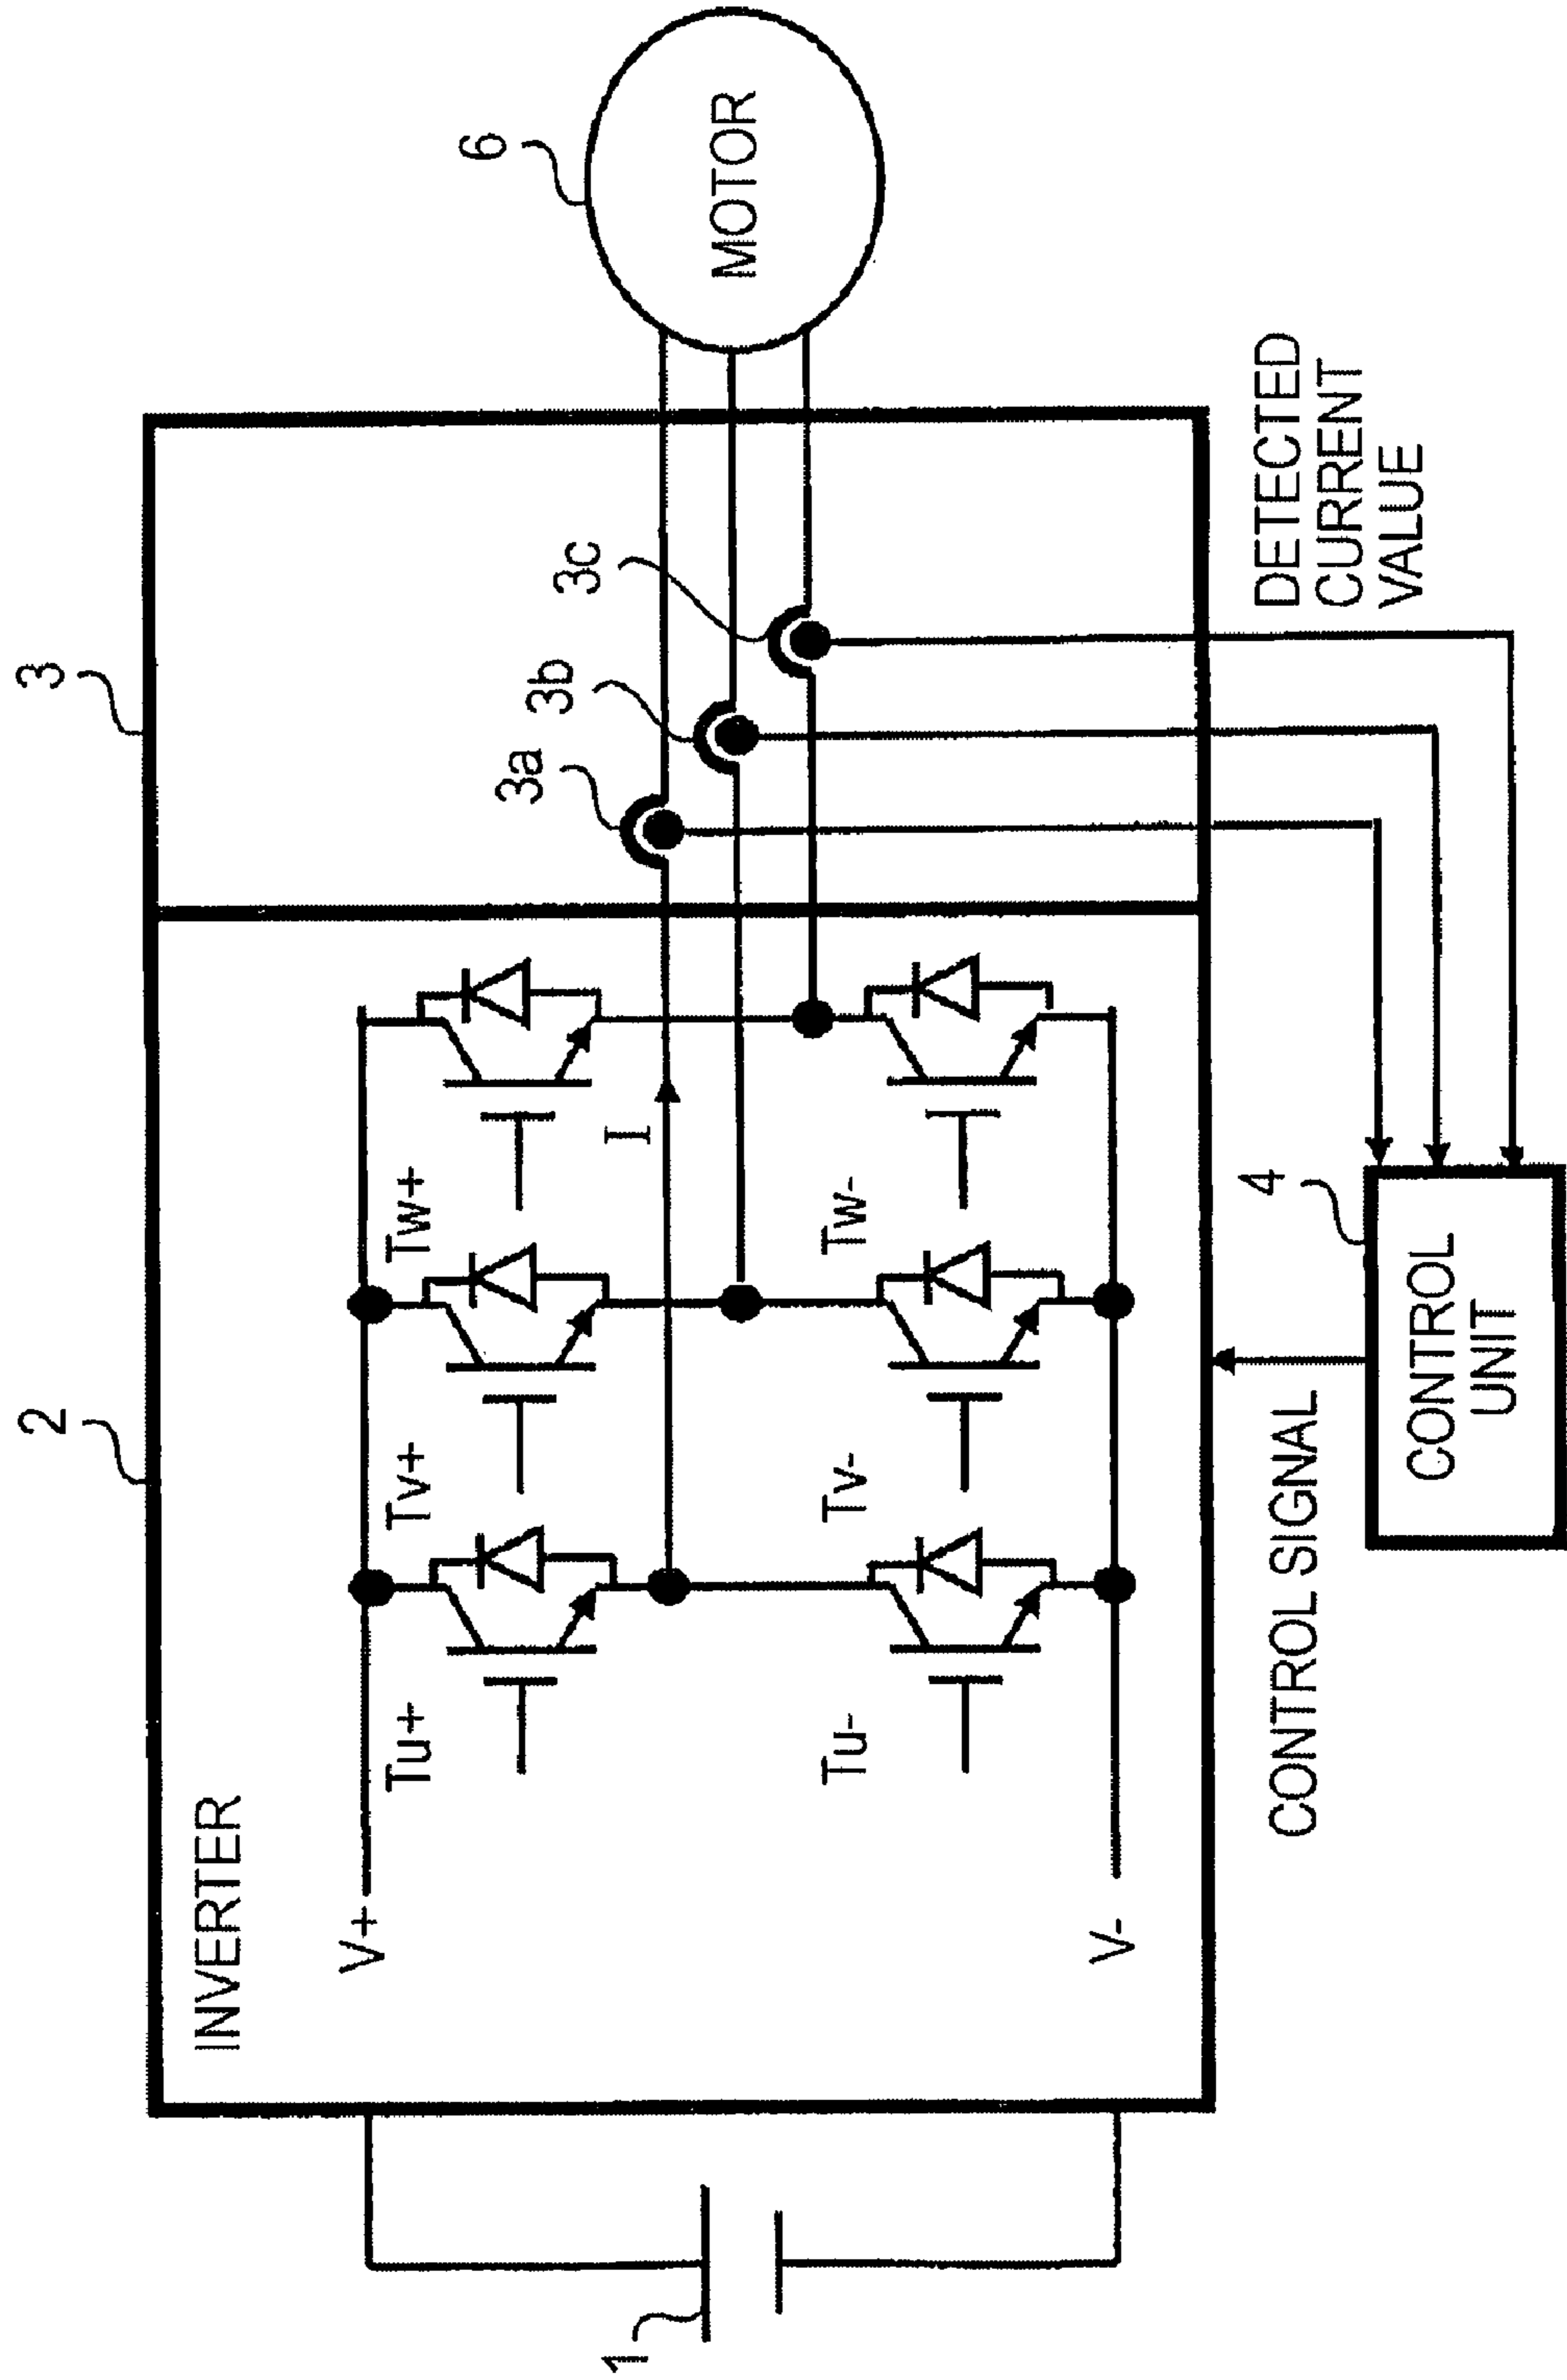 2
3
INVERTER
V+
Tu+
Tv+
Tw+
I
3a
3b
3c
6
MOTOR
1
V-
Tu-
Tv-
Tw-
CONTROL SIGNAL
4
CONTROL
UNIT
DETECTED
CURRENT
VALUE